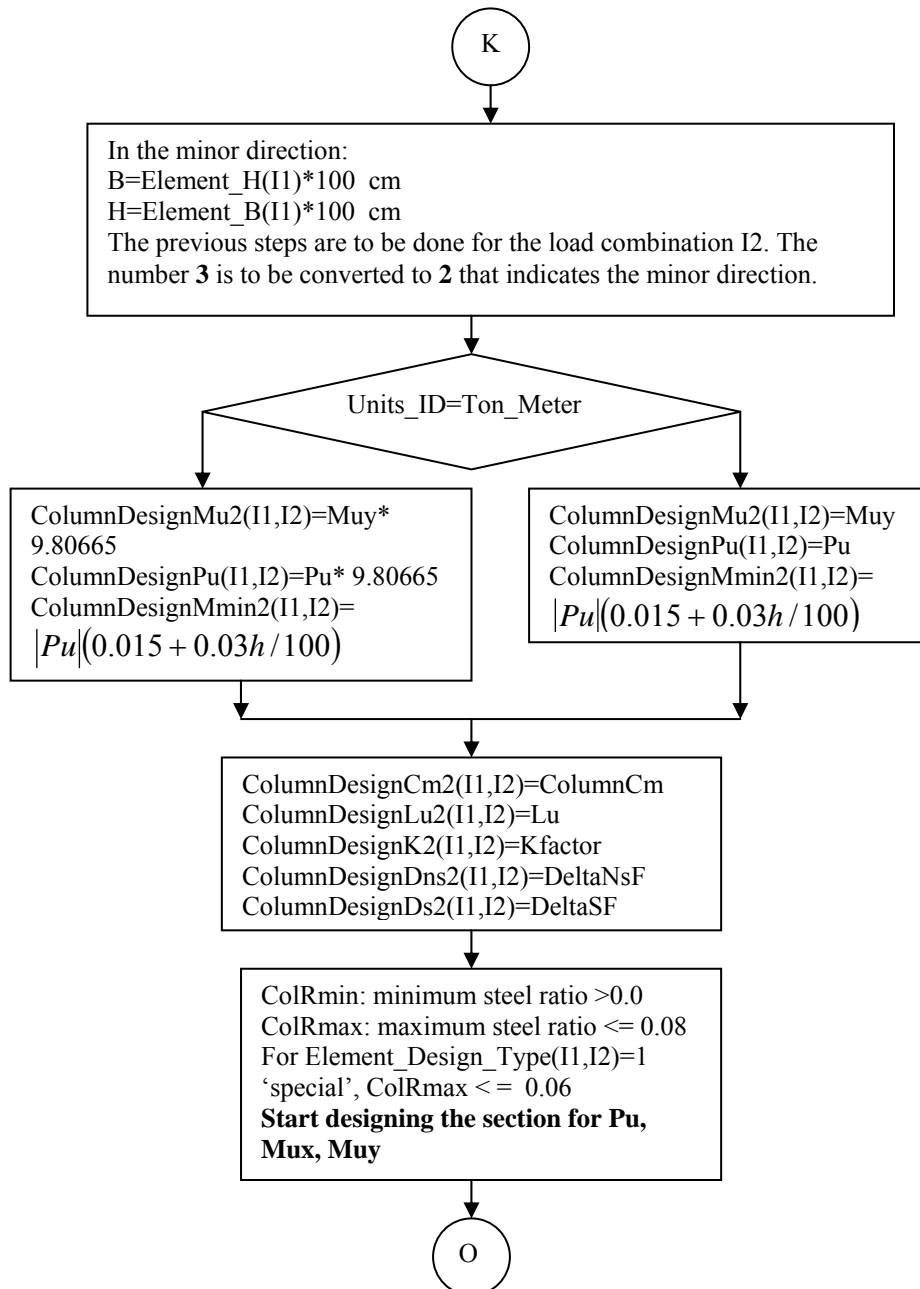 K
In the minor direction:
B=Element_H(I1)*100  cm
H=Element_B(I1)*100  cm
The previous steps are to be done for the load combination I2. The
number 3 is to be converted to 2 that indicates the minor direction.
Units_ID=Ton_Meter
ColumnDesignMu2(I1,I2)=Muy*
9.80665
ColumnDesignPu(I1,I2)=Pu* 9.80665
ColumnDesignMmin2(I1,I2)=
|Pu|(0.015 + 0.03h / 100)
ColumnDesignMu2(I1,I2)=Muy
ColumnDesignPu(I1,I2)=Pu
ColumnDesignMmin2(I1,I2)=
|Pu|(0.015 + 0.03h / 100)
ColumnDesignCm2(I1,I2)=ColumnCm
ColumnDesignLu2(I1,I2)=Lu
ColumnDesignK2(I1,I2)=Kfactor
ColumnDesignDns2(I1,I2)=DeltaNsF
ColumnDesignDs2(I1,I2)=DeltaSF
ColRmin: minimum steel ratio >0.0
ColRmax: maximum steel ratio <= 0.08
For Element_Design_Type(I1,I2)=1
‘special’, ColRmax < =  0.06
Start designing the section for Pu,
Mux, Muy
O